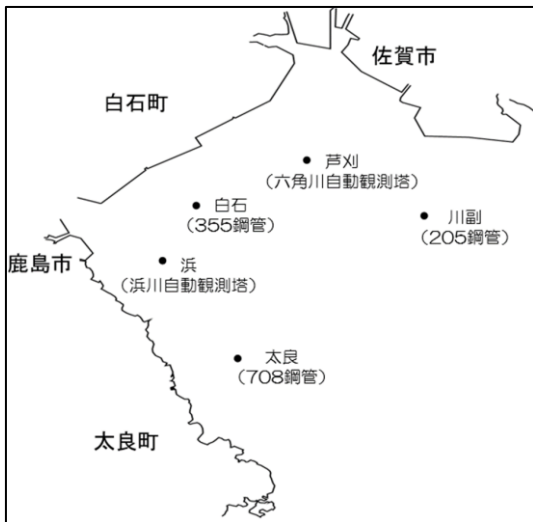 佐賀市
白石町
芦刈
(六角川自動観測塔)
白石
(355鋼管)
川副
(205鋼管)
鹿島市
浜
(浜川自動観測塔)
太良
(708鋼管)
太良町